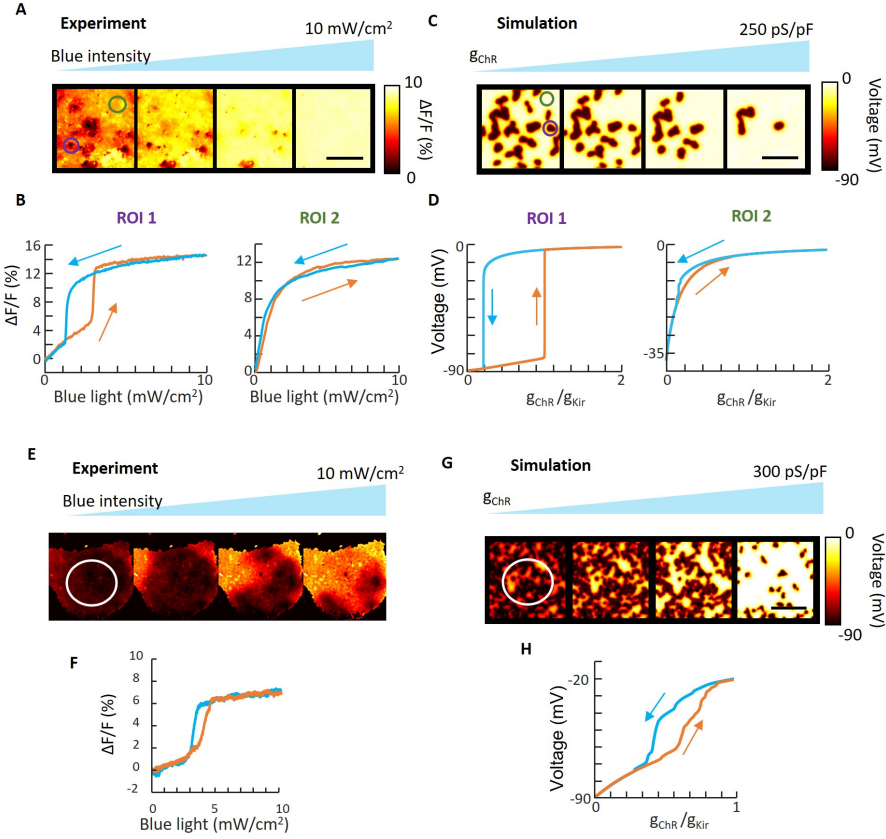 A
Experiment
10 mW/cm2
Blue intensity
10
ΔF/F (%)
0
C
Simulation
250 pS/pF
gChR
0
Voltage (mV)
-90
B
ROI 1
ROI 2
16
12
8
4
0
ΔF/F (%)
0
10
Blue light (mW/cm2)
14
12
8
4
0
0
10
Blue light (mW/cm2)
D
ROI 1
ROI 2
0
Voltage (mV)
-90
0
2
gChR/gKir
0
-35
0
2
gChR/gKir
E
Experiment
10 mW/cm2
Blue intensity
G
Simulation
300 pS/pF
gChR
0
Voltage (mV)
-90
F
10
8
6
4
2
0
-2
ΔF/F (%)
0
5
10
Blue light (mW/cm2)
H
-20
Voltage (mV)
-90
0
1
gChR/gKir